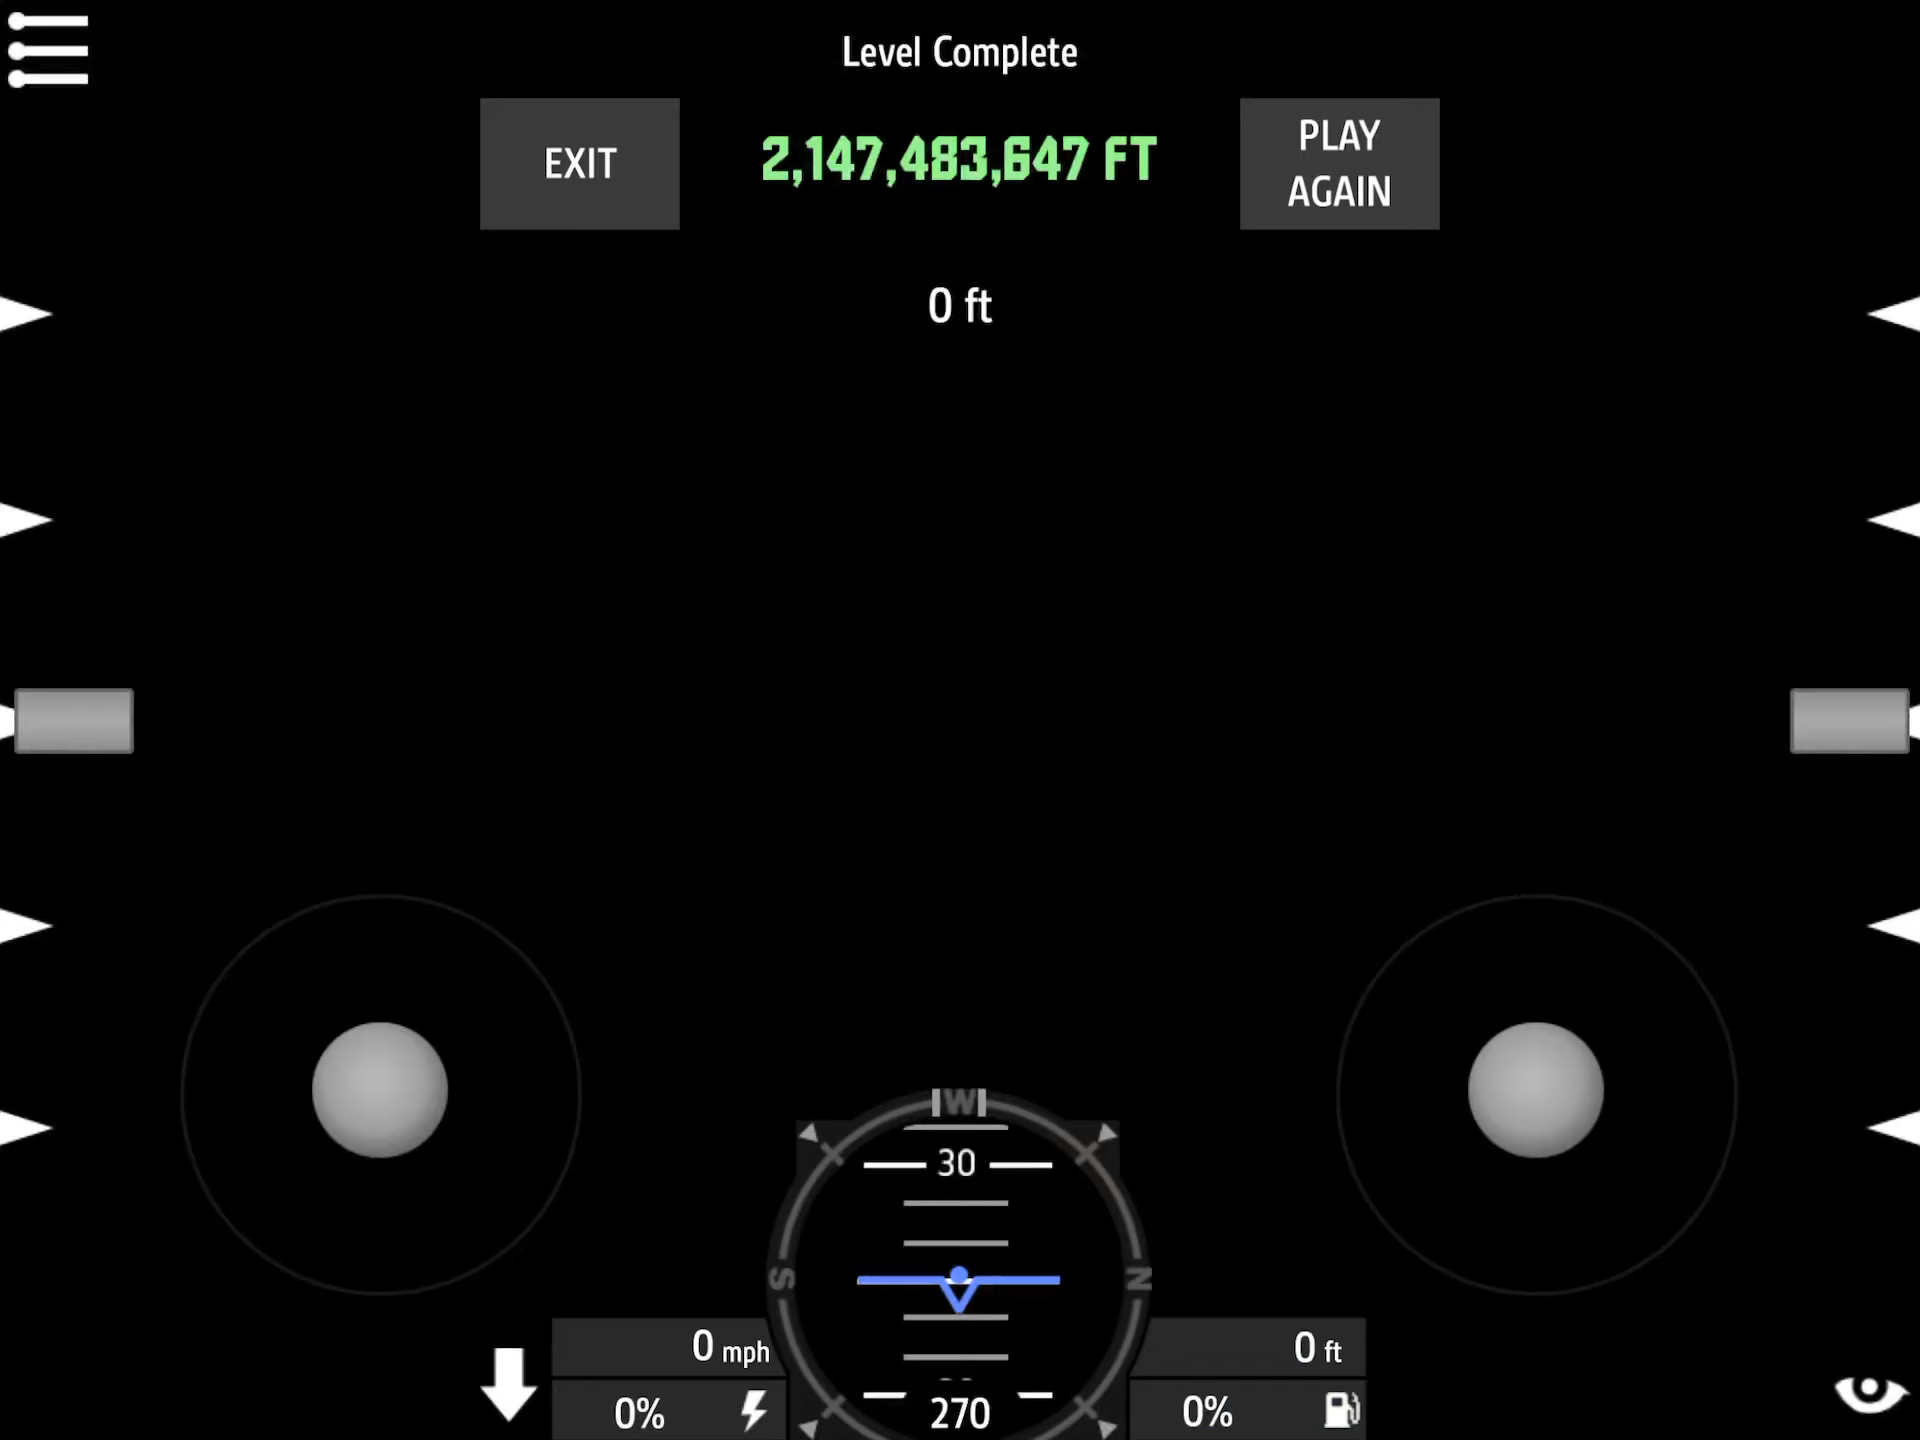 Level Complete
EXIT
2,147,483,647 FT
PLAY
AGAIN
0 ft
W
30
S
N
0 mph
0 ft
0%
270
0%